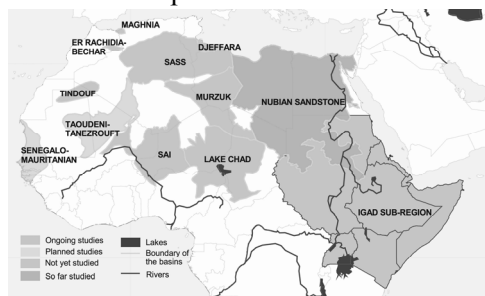 MAGHNIA
ER RACHIDIA-
BECHAR
DJEFFARA
SASS
TINDOUF
MURZUK
NUBIAN SANDSTONE
TAOUDENI-
TANEZROUFT
SENEGALO-
MAURITANIAN
SAI
LAKE CHAD
IGAD SUB-REGION
Ongoing studies
Planned studies
Not yet studied
So far studied
Lakes
Boundary of
the basins
Rivers